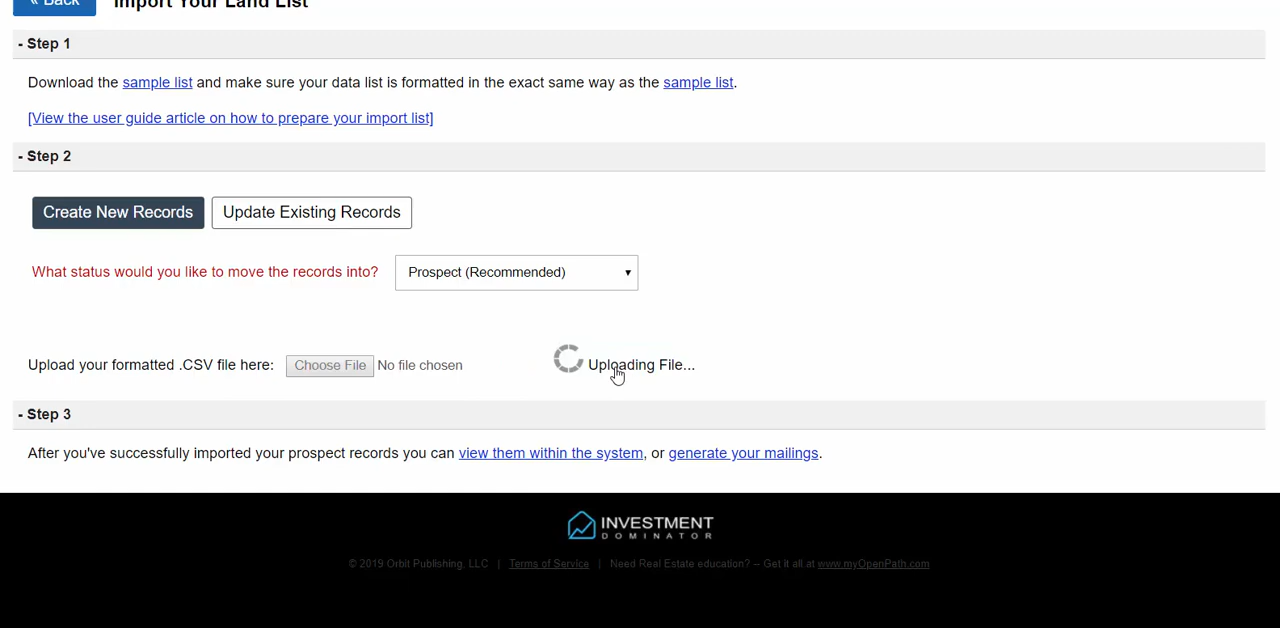 « Back Import Your Land List
- Step 1
Download the sample list and make sure your data list is formatted in the exact same way as the sample list.
[View the user guide article on how to prepare your import list]
- Step 2
Create New Records Update Existing Records
What status would you like to move the records into? Prospect (Recommended)
Upload your formatted .CSV file here: Choose File No file chosen Uploading File...
- Step 3
After you've successfully imported your prospect records you can view them within the system, or generate your mailings.
INVESTMENT
DOMINATOR
© 2019 Orbit Publishing, LLC | Terms of Service | Need Real Estate education? – Get it all at www.myOpenPath.com